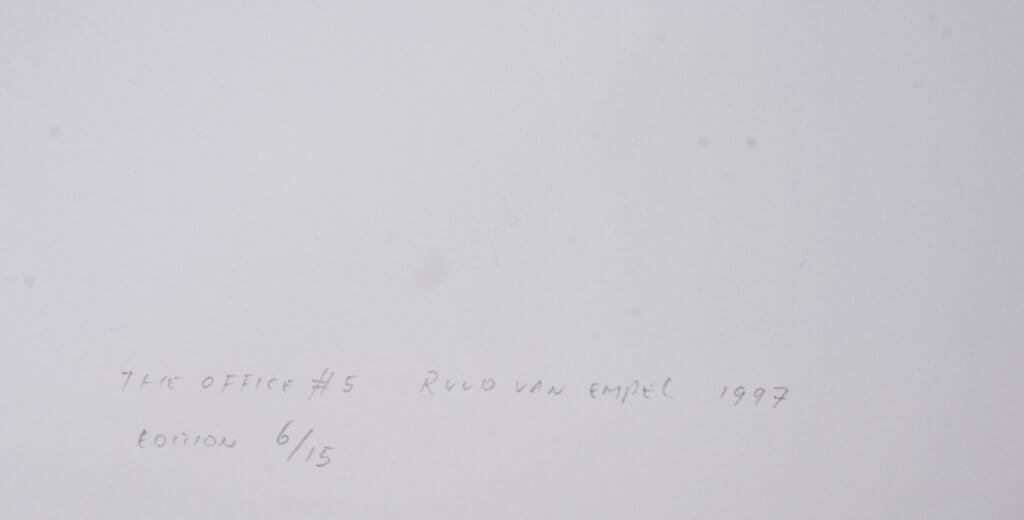 THE OFFICE #5 RUUD VAN EMPEL 1997
EDITION 6/15